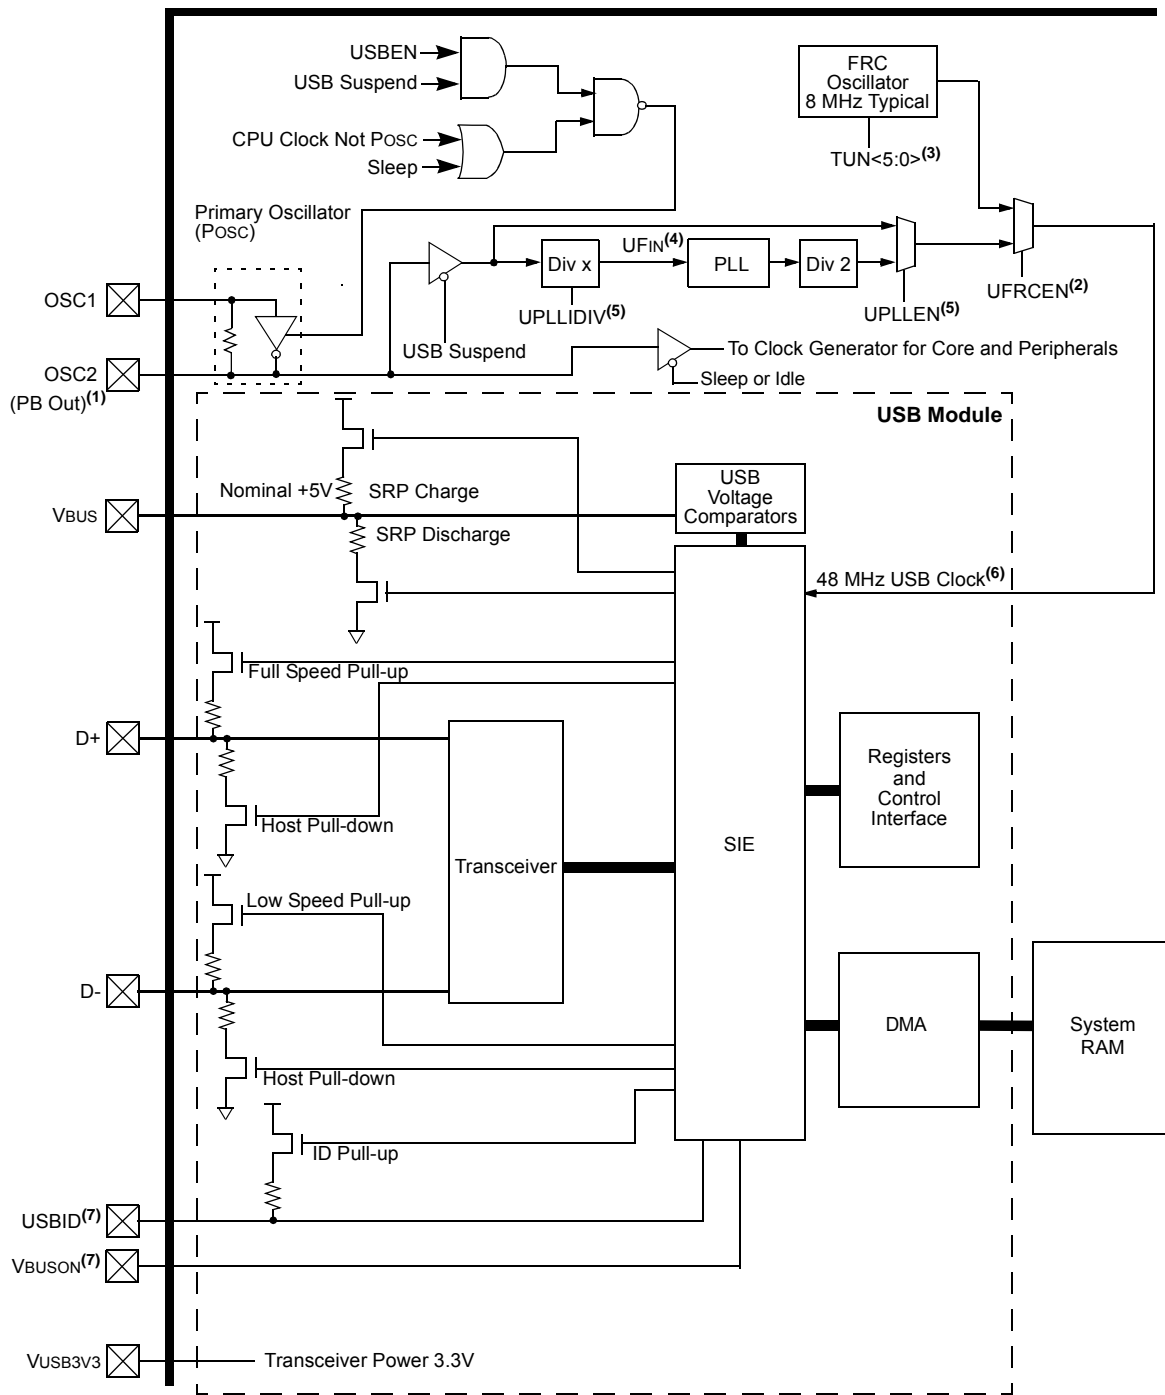 USBEN
USB Suspend
CPU Clock Not POSC
Sleep
FRC
Oscillator
8 MHz Typical
TUN<5:0>(3)
Primary Oscillator
(POSC)
UFIN(4)
Div x
PLL
Div 2
UFRCEN(2)
UPLLIDIV(5)
UPLLEN(5)
OSC1
USB Suspend
To Clock Generator for Core and Peripherals
OSC2
(PB Out)(1)
Sleep or Idle
USB Module
Nominal +5V
SRP Charge
USB
Voltage
Comparators
VBUS
SRP Discharge
48 MHz USB Clock(6)
Full Speed Pull-up
D+
Registers
and
Control
Interface
Host Pull-down
SIE
Transceiver
Low Speed Pull-up
D-
DMA
System
RAM
Host Pull-down
ID Pull-up
USBID(7)
VBUSON(7)
VUSB3V3
Transceiver Power 3.3V